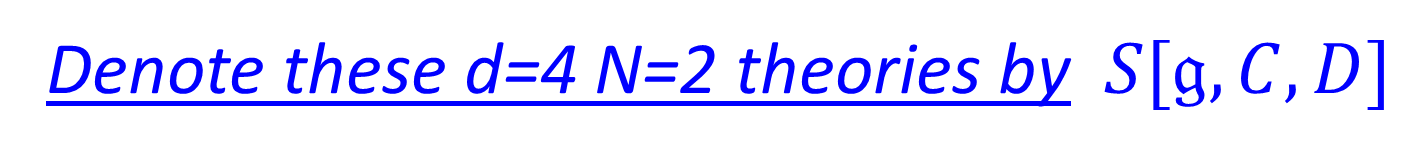 Denote these d=4 N=2 theories by S[𝔤, C, D]